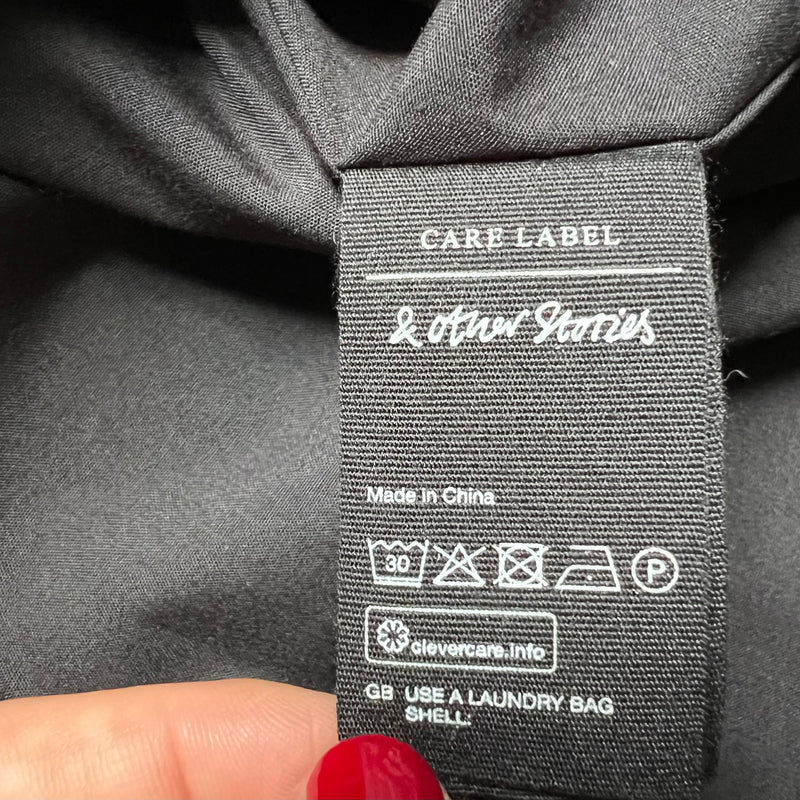 CARE LABEL
& other Stories
Made in China
30 P
clevercare.info
GB USE A LAUNDRY BAG
SHELL: